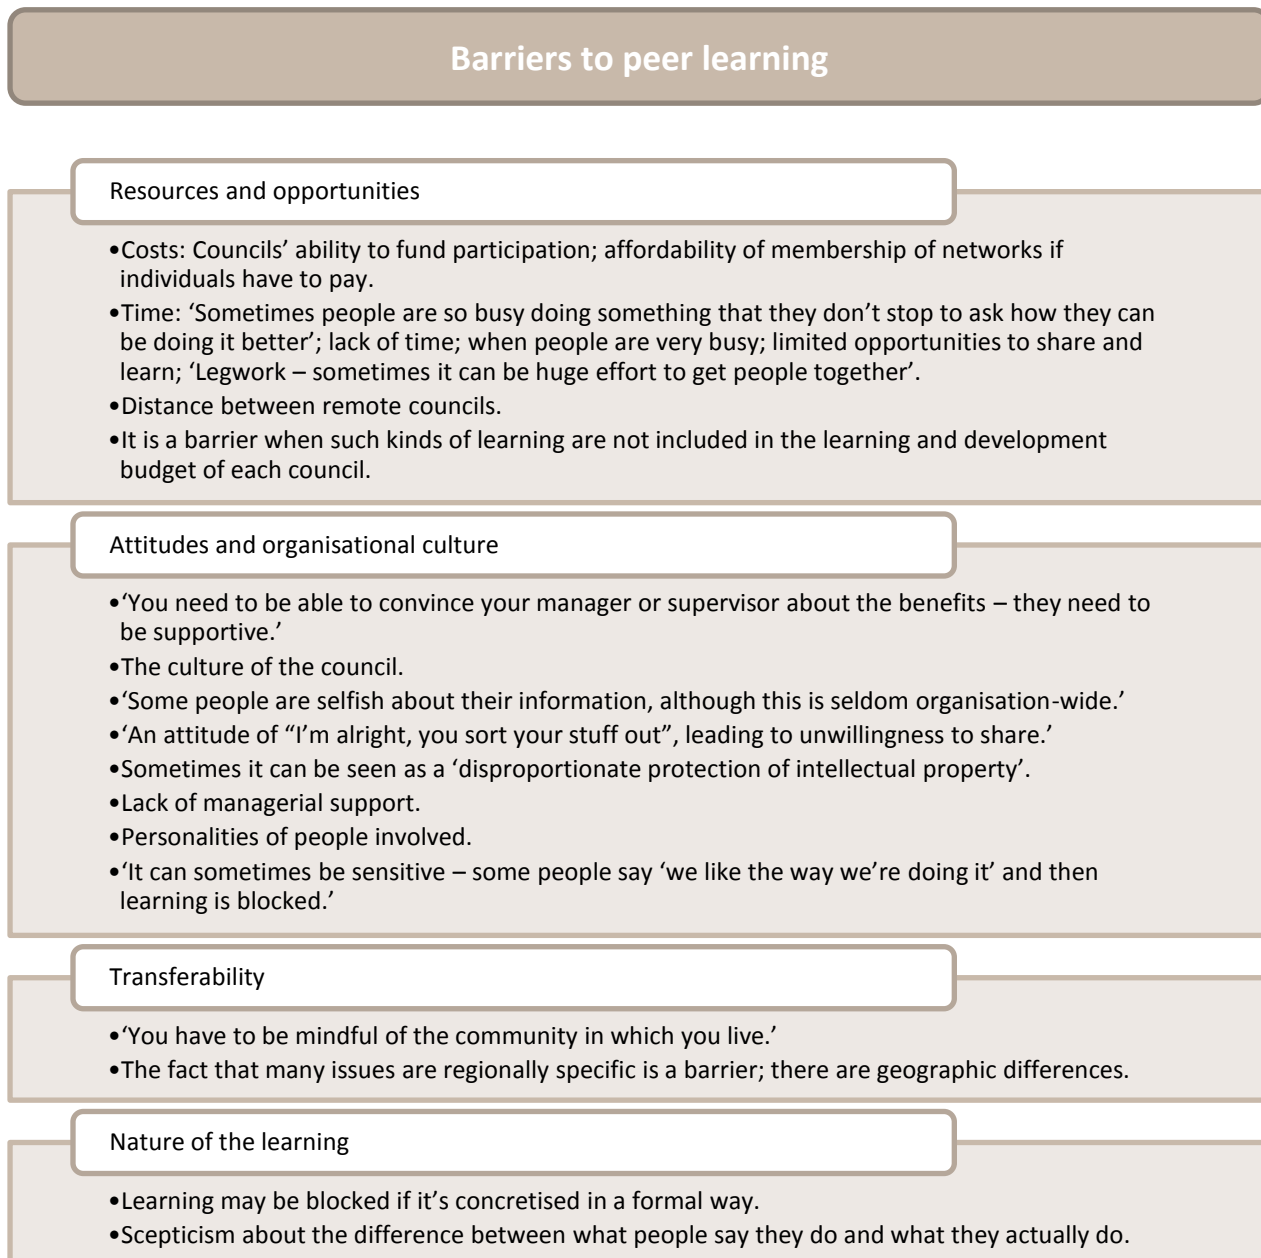 Barriers to peer learning
Resources and opportunities
•Costs: Councils’ ability to fund participation; affordability of membership of networks if
individuals have to pay.
•Time: ‘Sometimes people are so busy doing something that they don’t stop to ask how they can
be doing it better’; lack of time; when people are very busy; limited opportunities to share and
learn; ‘Legwork – sometimes it can be huge effort to get people together’.
•Distance between remote councils.
•It is a barrier when such kinds of learning are not included in the learning and development
budget of each council.
Attitudes and organisational culture
•‘You need to be able to convince your manager or supervisor about the benefits – they need to
be supportive.’
•The culture of the council.
•‘Some people are selfish about their information, although this is seldom organisation-wide.’
•‘An attitude of “I’m alright, you sort your stuff out”, leading to unwillingness to share.’
•Sometimes it can be seen as a ‘disproportionate protection of intellectual property’.
•Lack of managerial support.
•Personalities of people involved.
•‘It can sometimes be sensitive – some people say ‘we like the way we’re doing it’ and then
learning is blocked.’
Transferability
•‘You have to be mindful of the community in which you live.’
•The fact that many issues are regionally specific is a barrier; there are geographic differences.
Nature of the learning
•Learning may be blocked if it’s concretised in a formal way.
•Scepticism about the difference between what people say they do and what they actually do.